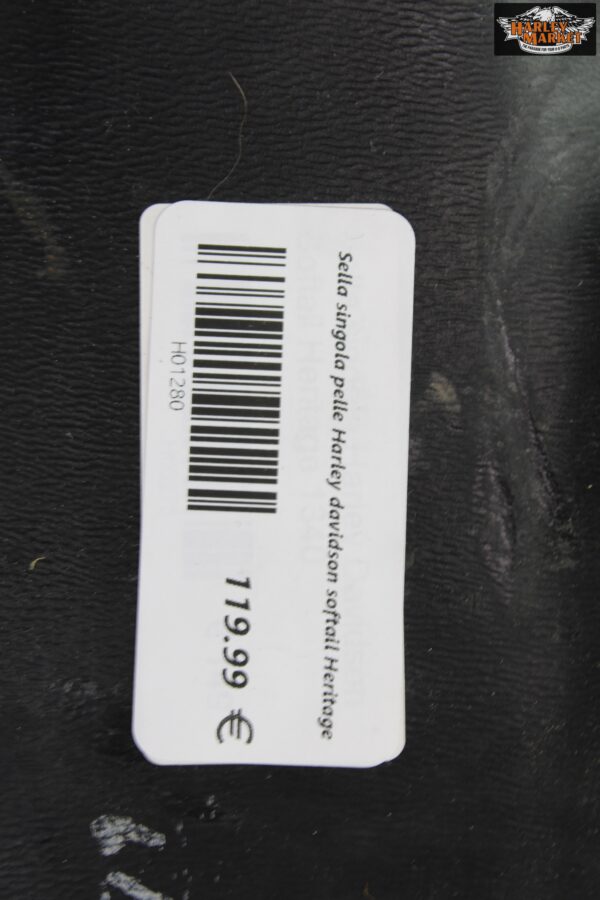 HARLEY
MARKET
Sella singola pelle Harley davidson softail Heritage
H01280
119.99 €